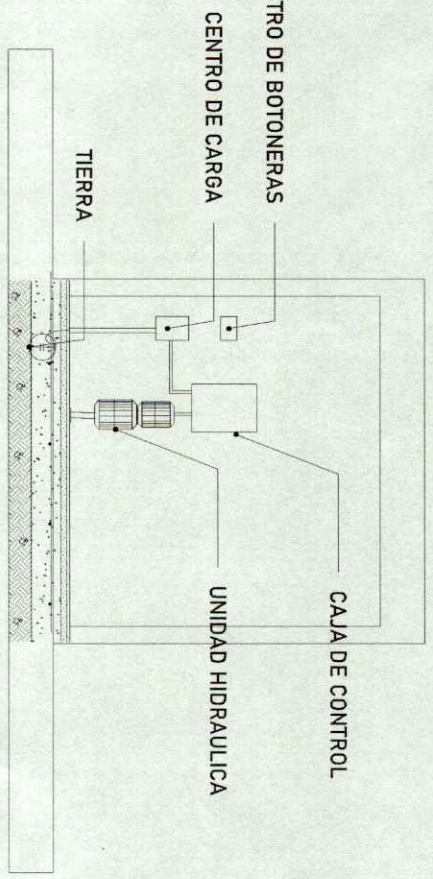 TRO DE BOTONERAS
CENTRO DE CARGA
TIERRA
CAJA DE CONTROL
UNIDAD HIDRAULICA